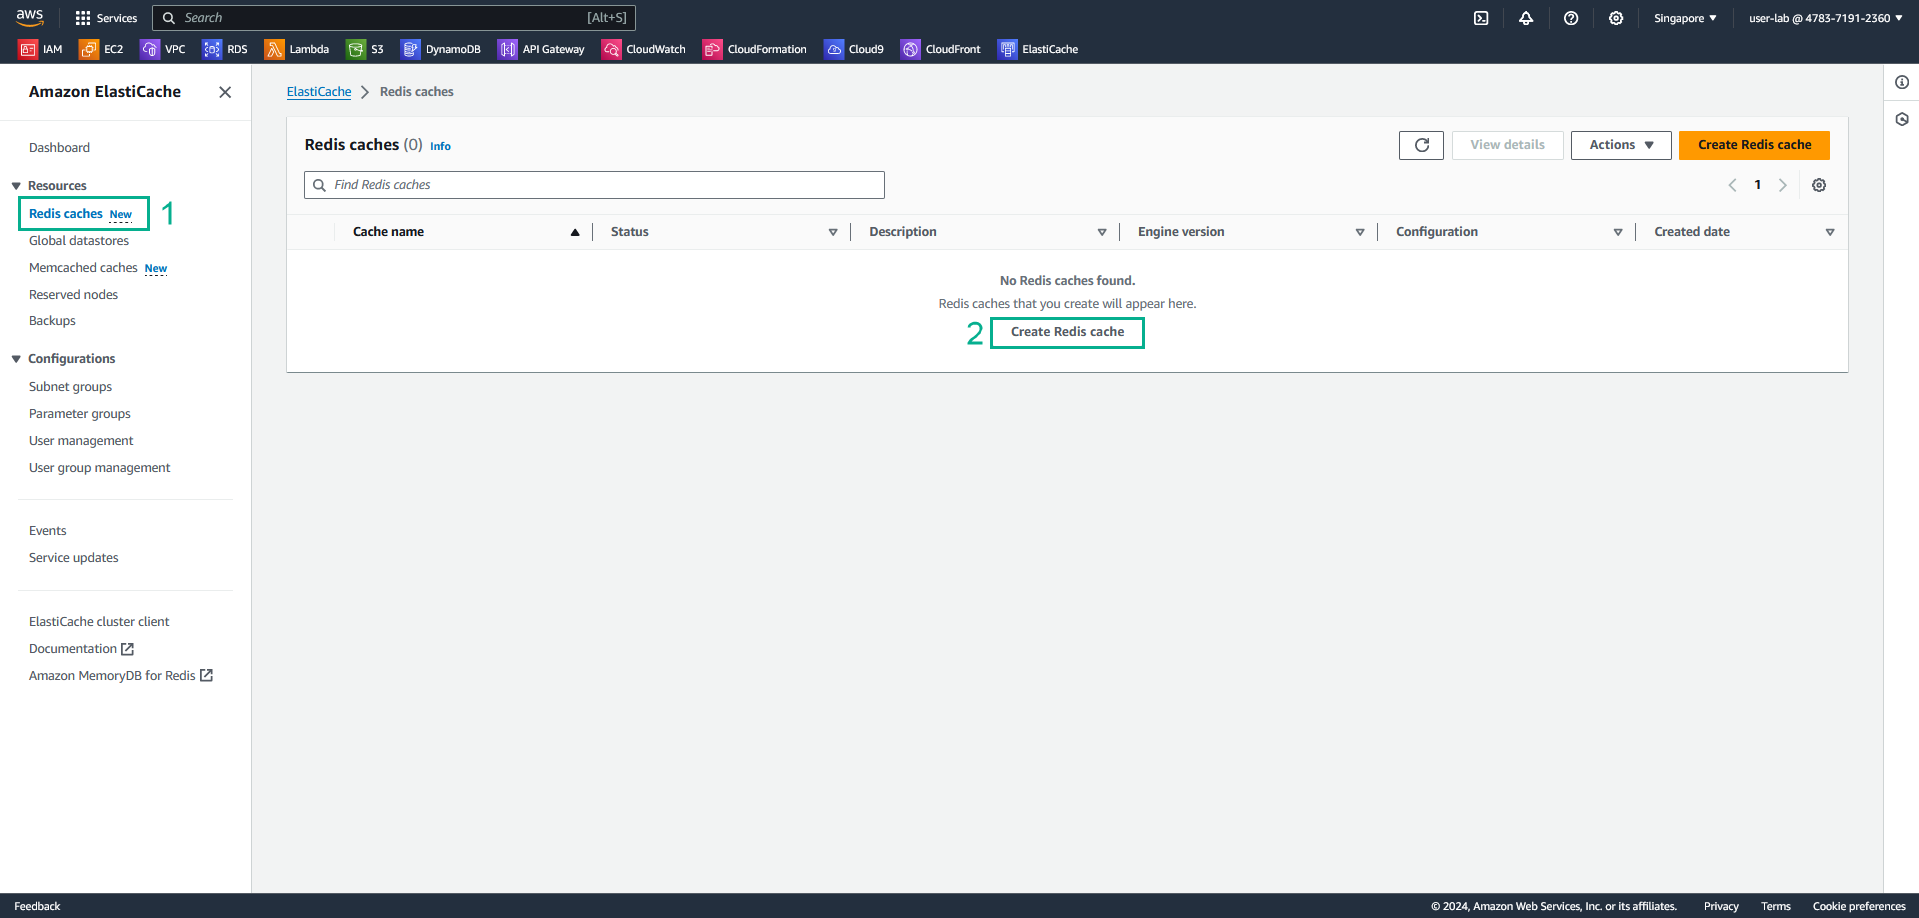 aws Services Search [Alt+S] Singapore ▼ user-lab @ 4783-7191-2360 ▼
IAM EC2 VPC RDS Lambda S3 DynamoDB API Gateway CloudWatch CloudFormation Cloud9 CloudFront ElastiCache
Amazon ElastiCache
Dashboard
Resources
Redis caches New 1
Global datastores
Memcached caches New
Reserved nodes
Backups
Configurations
Subnet groups
Parameter groups
User management
User group management
Events
Service updates
ElastiCache cluster client
Documentation
Amazon MemoryDB for Redis
ElastiCache > Redis caches
Redis caches (0) Info View details Actions ▼ Create Redis cache
Find Redis caches 1
Cache name Status Description Engine version Configuration Created date
No Redis caches found.
Redis caches that you create will appear here.
2 Create Redis cache
Feedback © 2024, Amazon Web Services, Inc. or its affiliates. Privacy Terms Cookie preferences